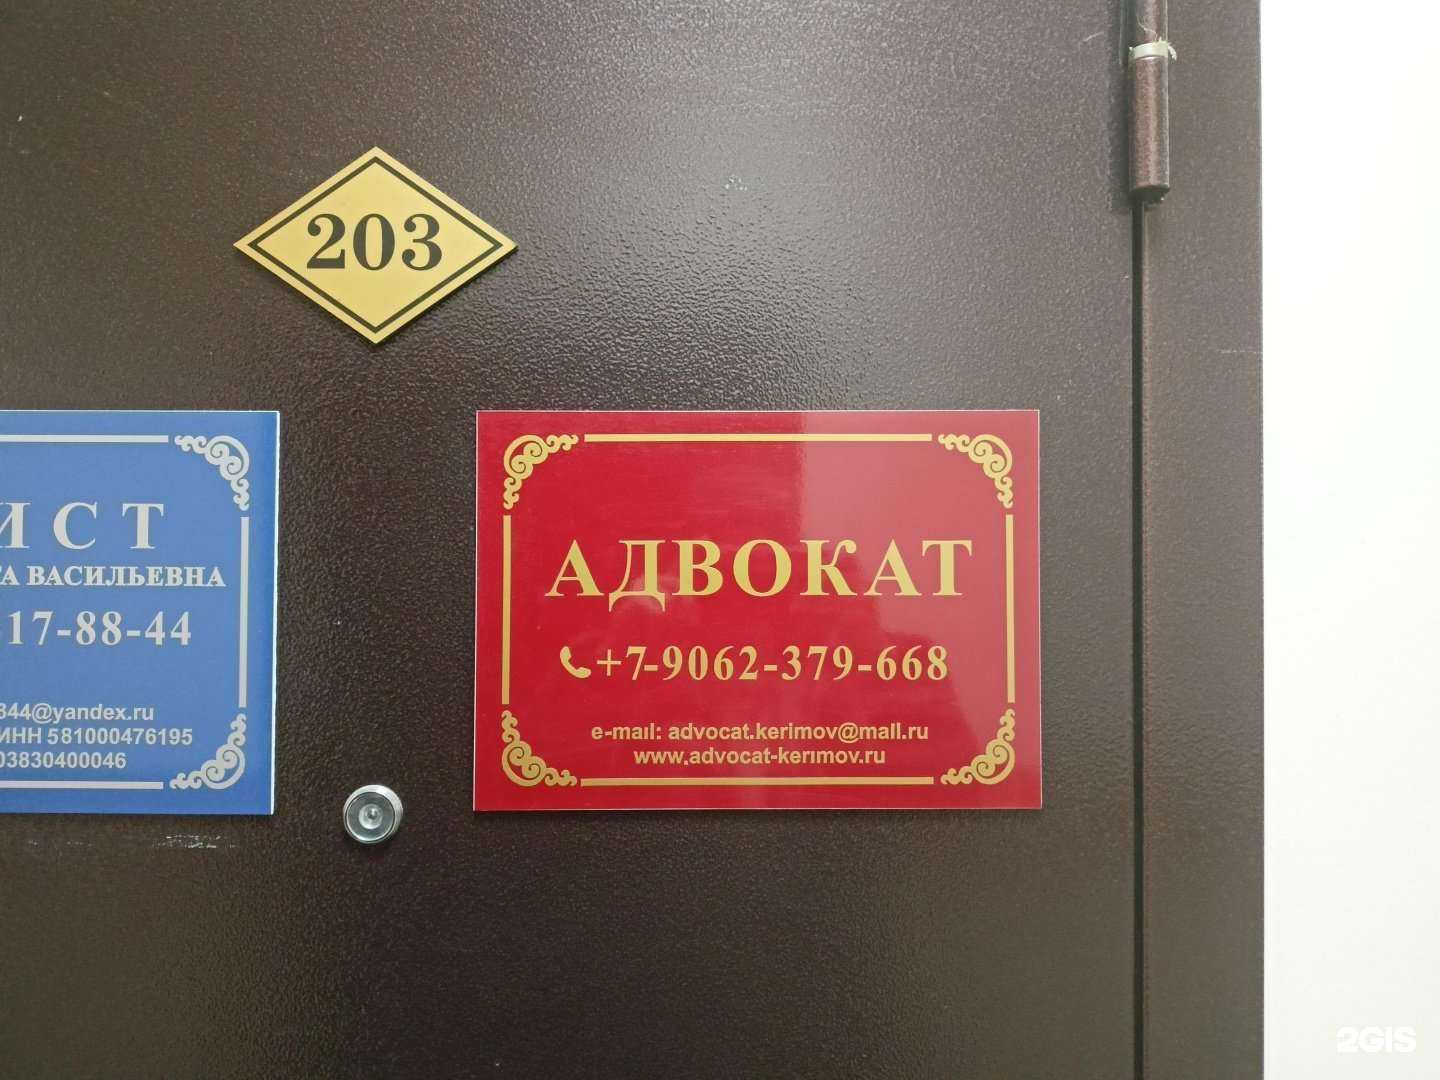 203
ИСТ
ВАСИЛЬЕВНА
17-88-44
344@yandex.ru
ИНН 581000476195
03830400046
АДВОКАТ
+7-9062-379-668
e-mail: advocat.kerimov@mail.ru
www.advocat-kerimov.ru
2GIS